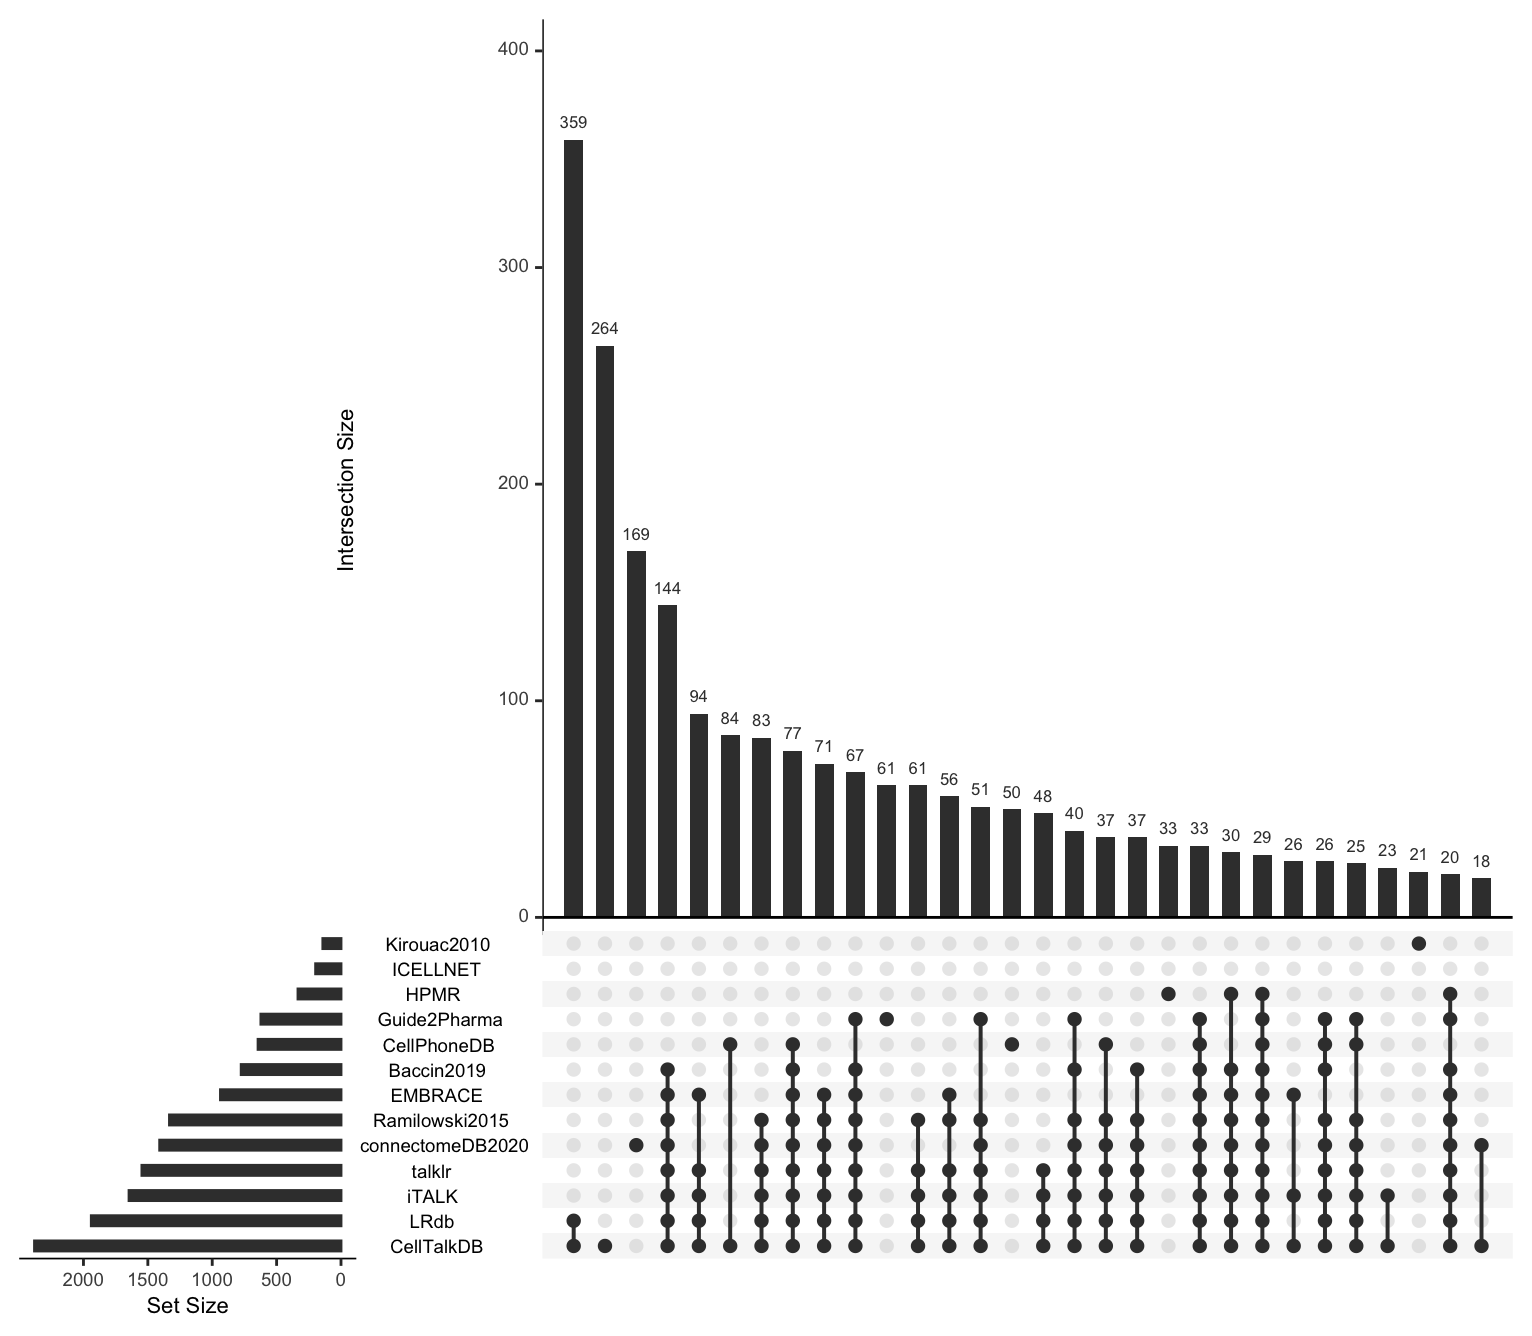 400
300
200
100
0
Intersection Size
359
264
169
144
94
84
83
77
71
67
61
61
56
51
50
48
40
37
37
33
33
30
29
26
26
25
23
21
20
18
Kirouac2010
ICELLNET
HPMR
Guide2Pharma
CellPhoneDB
Baccin2019
EMBRACE
Ramilowski2015
connectomeDB2020
talklr
iTALK
LRdb
CellTalkDB
2000 1500 1000 500 0
Set Size